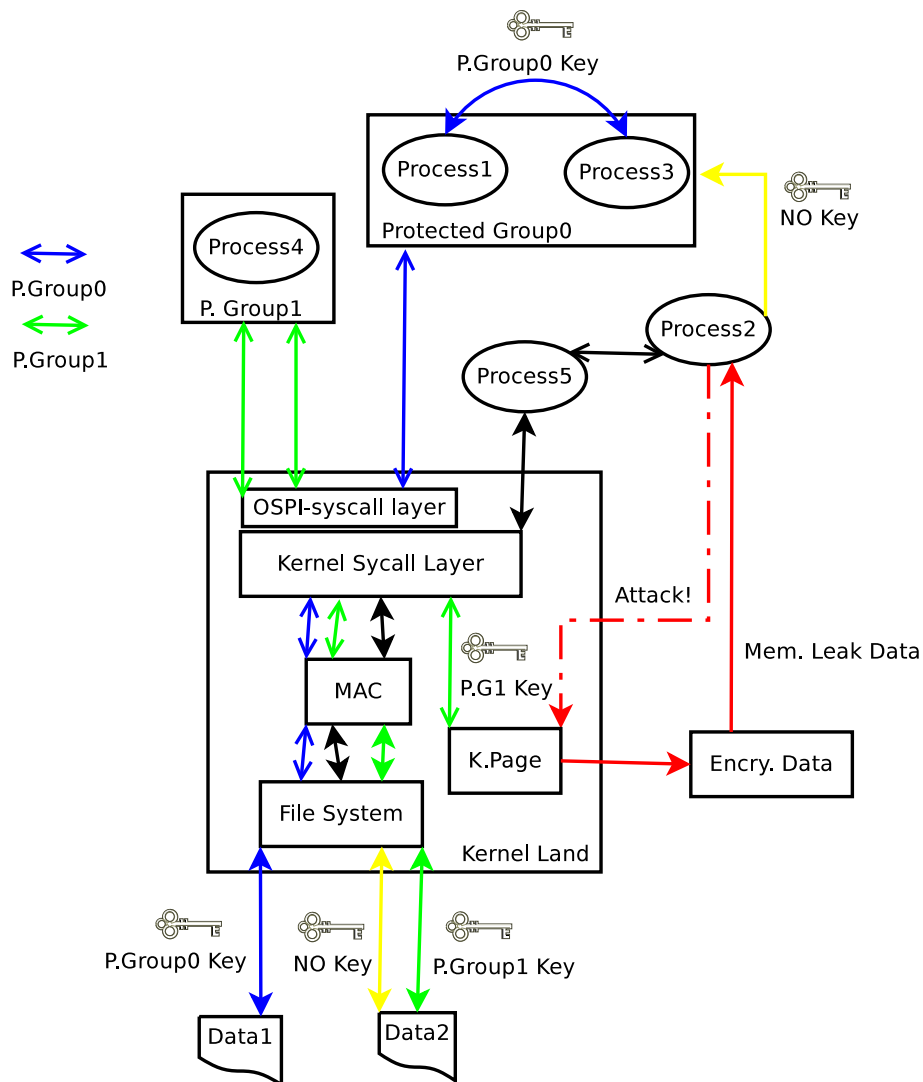 P.Group0 Key
Process1
Process3
NO Key
Protected Group0
Process4
P. Group1
P.Group0
P.Group1
Process2
Process5
OSPI-syscall layer
Kernel Sycall Layer
Attack!
Mem. Leak Data
MAC
P.G1 Key
K.Page
Encry. Data
File System
Kernel Land
P.Group0 Key
NO Key
P.Group1 Key
Data1
Data2